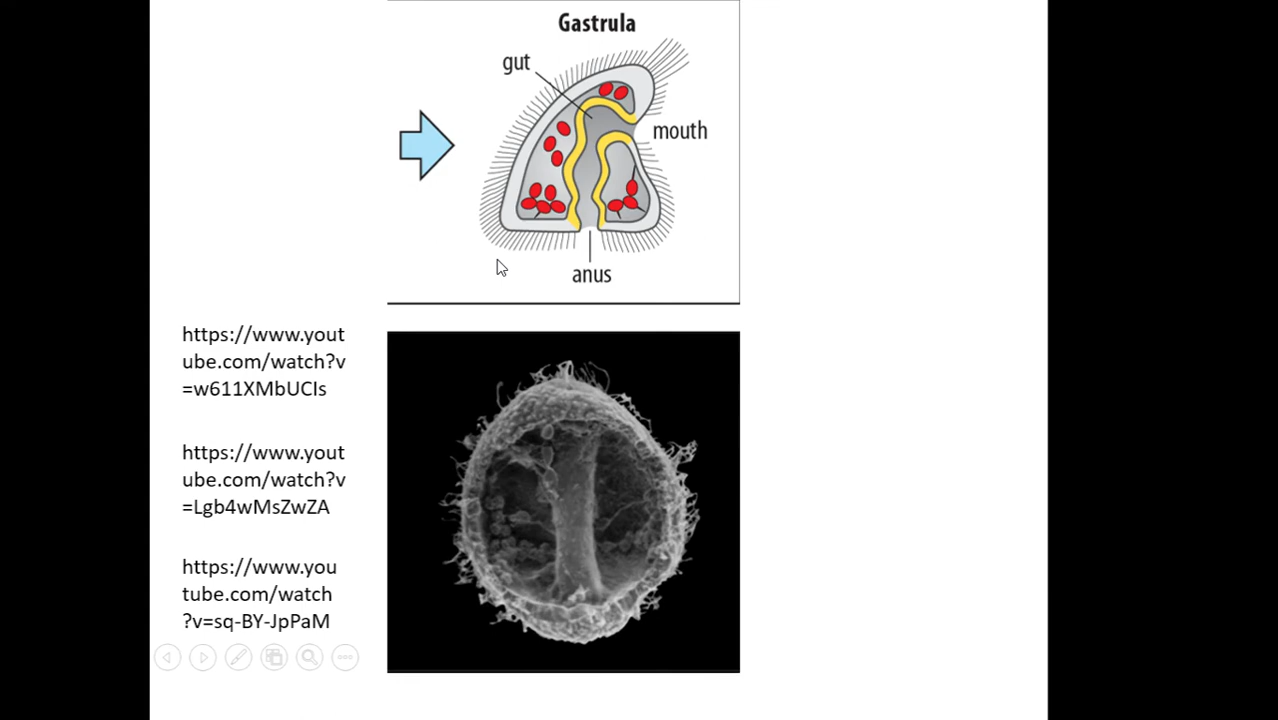 Gastrula
gut
mouth
anus
https://www.yout
ube.com/watch?v
=w611XMbUCIs
https://www.yout
ube.com/watch?v
=Lgb4wMsZwZA
https://www.you
tube.com/watch
?v=sq-BY-JpPaM